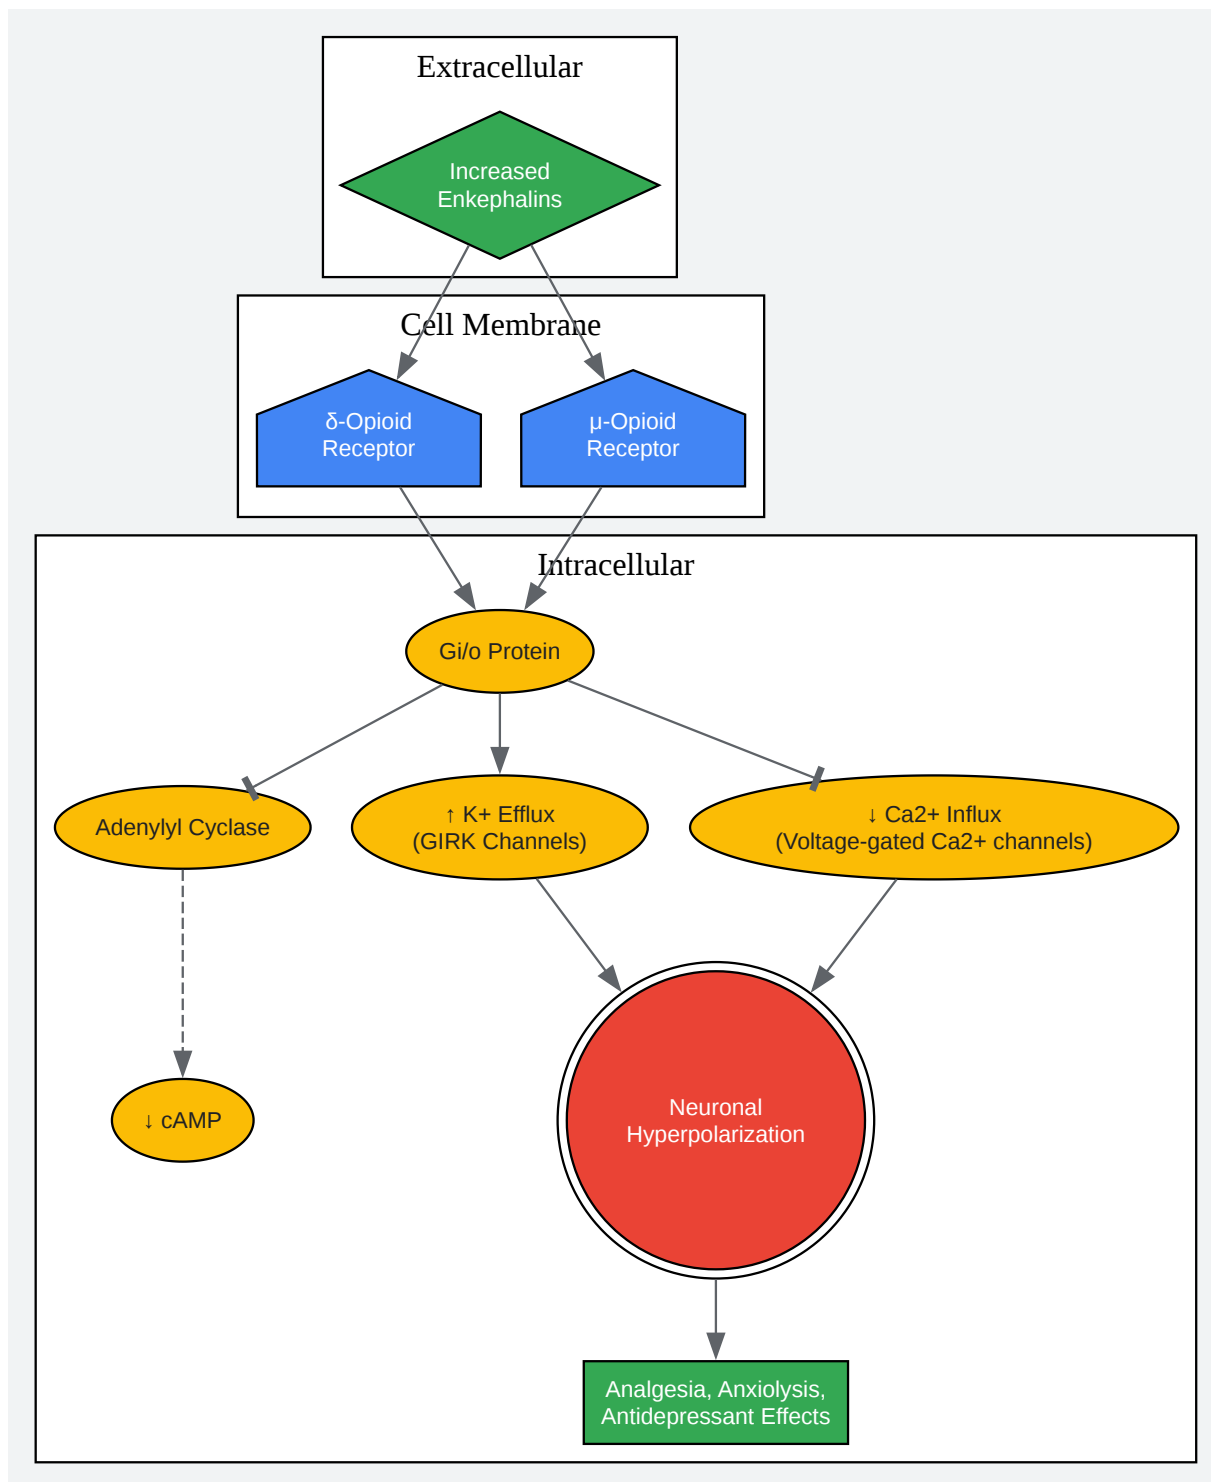 Extracellular
Increased
Enkephalins
Cell Membrane
δ-Opioid
Receptor
μ-Opioid
Receptor
Intracellular
Gi/o Protein
Adenylyl Cyclase
↑ K+ Efflux
(GIRK Channels)
↓ Ca2+ Influx
(Voltage-gated Ca2+ channels)
↓ cAMP
Neuronal
Hyperpolarization
Analgesia, Anxiolysis,
Antidepressant Effects